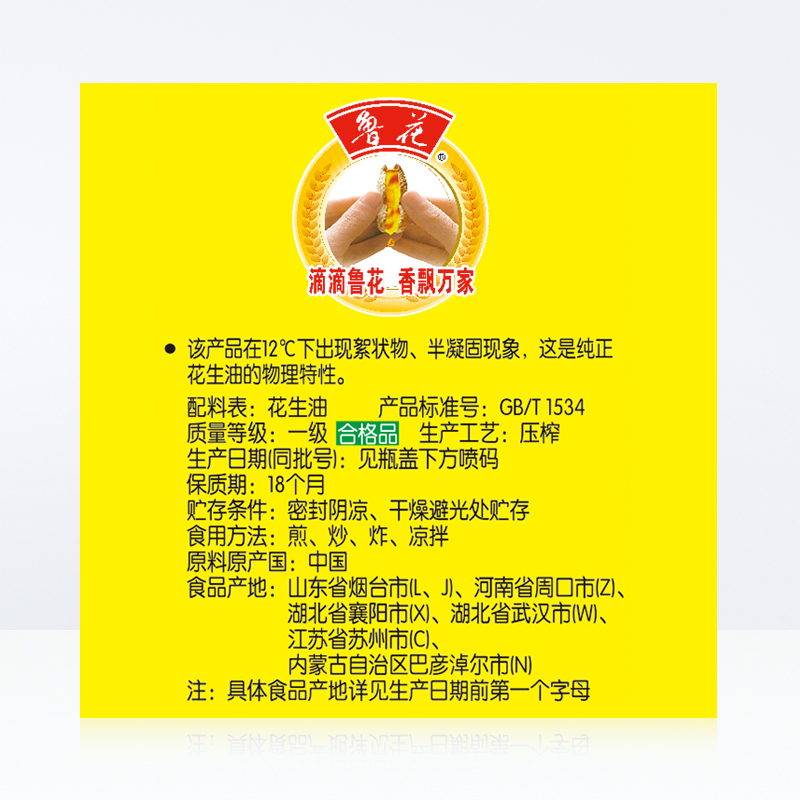 鲁花
®
滴滴鲁花 香飘万家
● 该产品在12℃下出现絮状物、半凝固现象，这是纯正
花生油的物理特性。
配料表：花生油 产品标准号：GB/T 1534
质量等级：一级 合格品 生产工艺：压榨
生产日期(同批号)：见瓶盖下方喷码
保质期：18个月
贮存条件：密封阴凉、干燥避光处贮存
食用方法：煎、炒、炸、凉拌
原料原产国：中国
食品产地：山东省烟台市(L、J)、河南省周口市(Z)、
湖北省襄阳市(X)、湖北省武汉市(W)、
江苏省苏州市(C)、
内蒙古自治区巴彦淖尔市(N)
注：具体食品产地详见生产日期前第一个字母